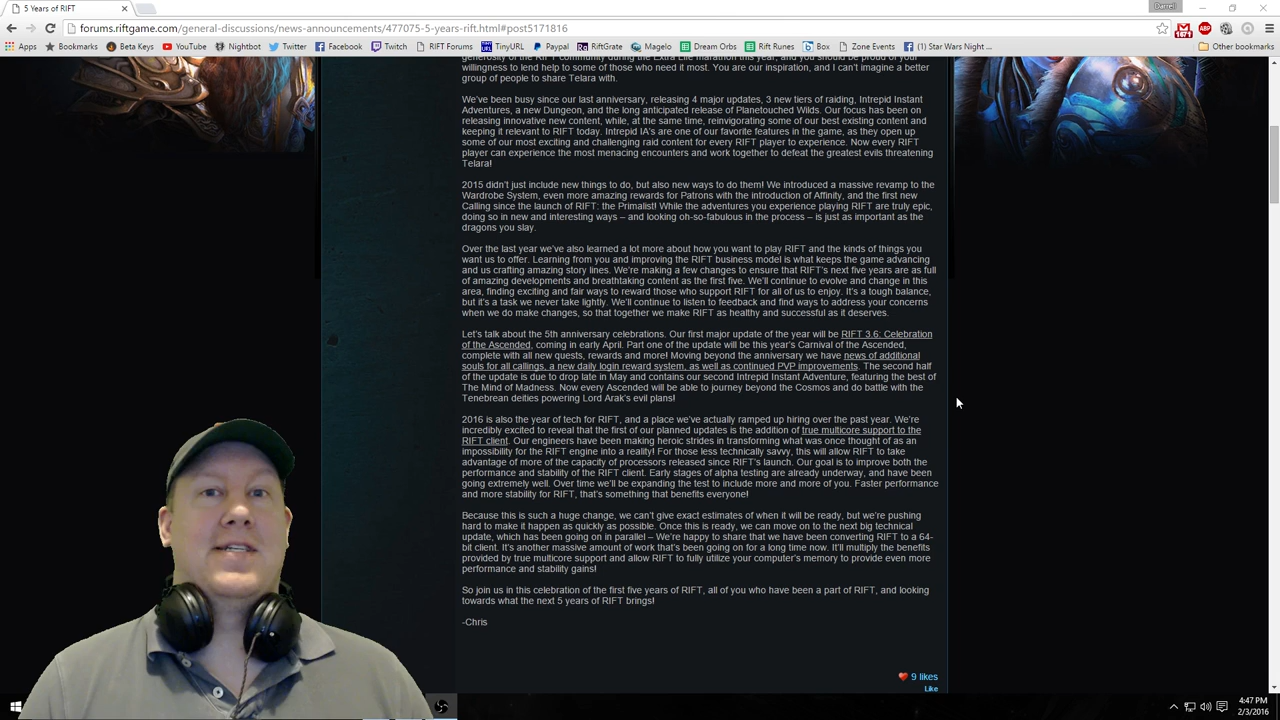 5 Years of RIFT
Darrell
forums.riftgame.com/general-discussions/news-announcements/477075-5-years-rift.html#post5171816
1671
ABP
Apps Bookmarks Beta Keys YouTube Nightbot Twitter Facebook Twitch RIFT Forums TinyURL Paypal RiftGrate Magelo Dream Orbs Rift Runes Box Zone Events (1) Star Wars Night ... Other bookmarks
generosity of the RIFT community during the Extra Life marathon this year, and you should be proud of your
willingness to lend help to some of those who need it most. You are our inspiration, and I can't imagine a better
group of people to share Telara with.
We've been busy since our last anniversary, releasing 4 major updates, 3 new tiers of raiding, Intrepid Instant
Adventures, a new Dungeon, and the long anticipated release of Planetouched Wilds. Our focus has been on
releasing innovative new content, while, at the same time, reinvigorating some of our best existing content and
keeping it relevant to RIFT today. Intrepid IA's are one of our favorite features in the game, as they open up
some of our most exciting and challenging raid content for every RIFT player to experience. Now every RIFT
player can experience the most menacing encounters and work together to defeat the greatest evils threatening
Telara!
2015 didn't just include new things to do, but also new ways to do them! We introduced a massive revamp to the
Wardrobe System, even more amazing rewards for Patrons with the introduction of Affinity, and the first new
Calling since the launch of RIFT: the Primalist! While the adventures you experience playing RIFT are truly epic,
doing so in new and interesting ways – and looking oh-so-fabulous in the process – is just as important as the
dragons you slay.
Over the last year we've also learned a lot more about how you want to play RIFT and the kinds of things you
want us to offer. Learning from you and improving the RIFT business model is what keeps the game advancing
and us crafting amazing story lines. We're making a few changes to ensure that RIFT's next five years are as full
of amazing developments and breathtaking content as the first five. We'll continue to evolve and change in this
area, finding exciting and fair ways to reward those who support RIFT for all of us to enjoy. It's a tough balance,
but it's a task we never take lightly. We'll continue to listen to feedback and find ways to address your concerns
when we do make changes, so that together we make RIFT as healthy and successful as it deserves.
Let's talk about the 5th anniversary celebrations. Our first major update of the year will be RIFT 3.6: Celebration
of the Ascended, coming in early April. Part one of the update will be this year's Carnival of the Ascended,
complete with all new quests, rewards and more! Moving beyond the anniversary we have news of additional
souls for all callings, a new daily login reward system, as well as continued PVP improvements. The second half
of the update is due to drop late in May and contains our second Intrepid Instant Adventure, featuring the best of
The Mind of Madness. Now every Ascended will be able to journey beyond the Cosmos and do battle with the
Tenebrean deities powering Lord Arak's evil plans!
2016 is also the year of tech for RIFT, and a place we've actually ramped up hiring over the past year. We're
incredibly excited to reveal that the first of our planned updates is the addition of true multicore support to the
RIFT client. Our engineers have been making heroic strides in transforming what was once thought of as an
impossibility for the RIFT engine into a reality! For those less technically savvy, this will allow RIFT to take
advantage of more of the capacity of processors released since RIFT's launch. Our goal is to improve both the
performance and stability of the RIFT client. Early stages of alpha testing are already underway, and have been
going extremely well. Over time we'll be expanding the test to include more and more of you. Faster performance
and more stability for RIFT, that's something that benefits everyone!
Because this is such a huge change, we can't give exact estimates of when it will be ready, but we're pushing
hard to make it happen as quickly as possible. Once this is ready, we can move on to the next big technical
update, which has been going on in parallel – We're happy to share that we have been converting RIFT to a 64-
bit client. It's another massive amount of work that's been going on for a long time now. It'll multiply the benefits
provided by true multicore support and allow RIFT to fully utilize your computer's memory to provide even more
performance and stability gains!
So join us in this celebration of the first five years of RIFT, all of you who have been a part of RIFT, and looking
towards what the next 5 years of RIFT brings!
-Chris
9 likes
Like
4:47 PM
2/3/2016